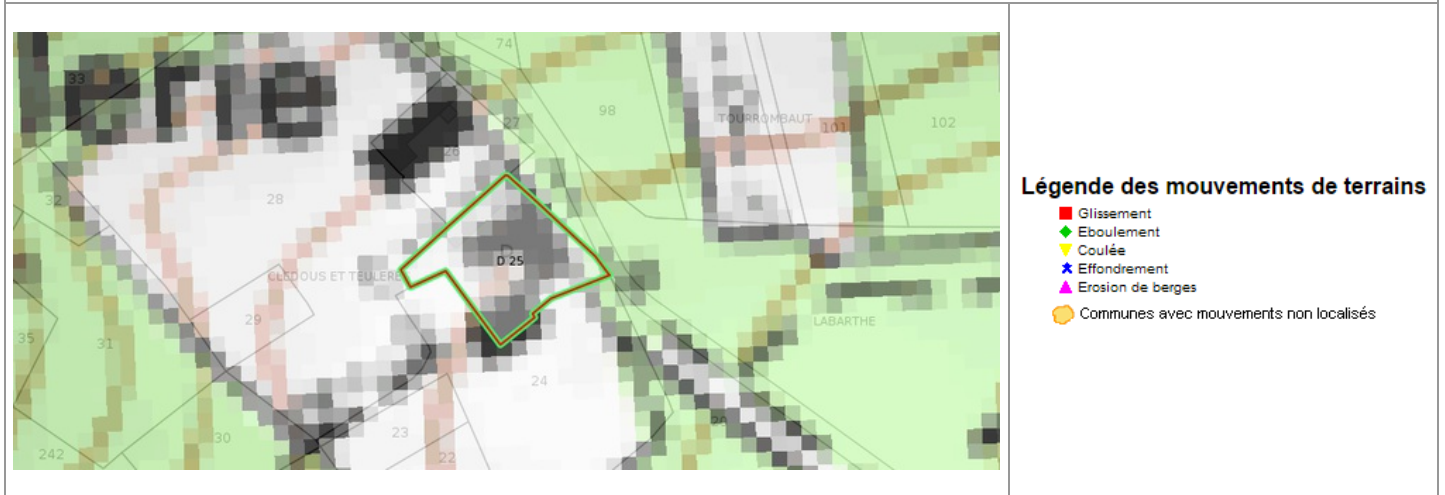 74
33
rne
98
27
TOURROMBAUT
101
102
26
32
28
D 25
CLEDOUS ET TEULERE
29
LABARTHE
35
31
24
30
23
22
242
Légende des mouvements de terrains
Glissement
Eboulement
Coulée
Effondrement
Erosion de berges
Communes avec mouvements non localisés